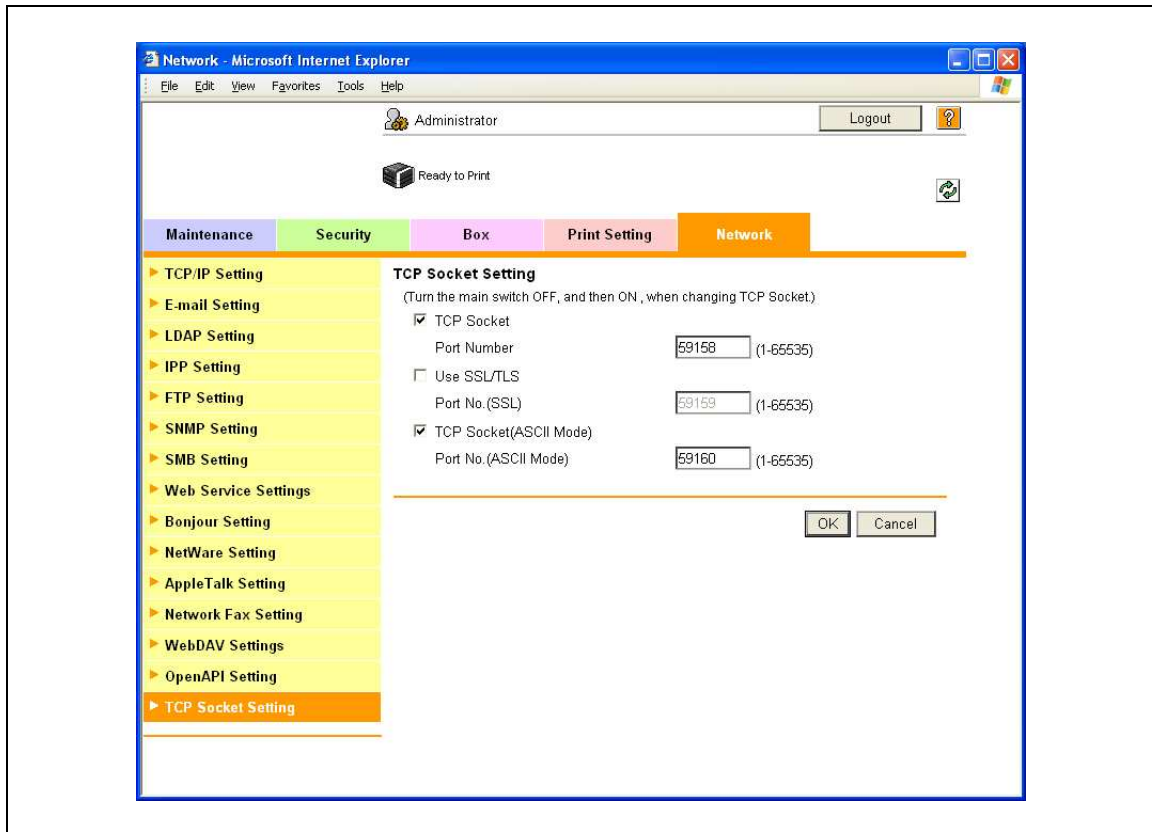 Network - Microsoft Internet Explorer
File Edit View Favorites Tools Help
Administrator
Logout
?
Ready to Print
Maintenance Security Box Print Setting Network
TCP/IP Setting
E-mail Setting
LDAP Setting
IPP Setting
FTP Setting
SNMP Setting
SMB Setting
Web Service Settings
Bonjour Setting
NetWare Setting
AppleTalk Setting
Network Fax Setting
WebDAV Settings
OpenAPI Setting
TCP Socket Setting
TCP Socket Setting
(Turn the main switch OFF, and then ON , when changing TCP Socket.)
TCP Socket
Port Number 59158 (1-65535)
Use SSL/TLS
Port No.(SSL) 59159 (1-65535)
TCP Socket(ASCII Mode)
Port No.(ASCII Mode) 59160 (1-65535)
OK Cancel